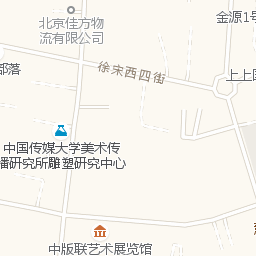 北京佳方物
流有限公司
金源1号
部落
徐宋西四街
上上国
中国传媒大学美术传
播研究所雕塑研究中心
中版联艺术展览馆